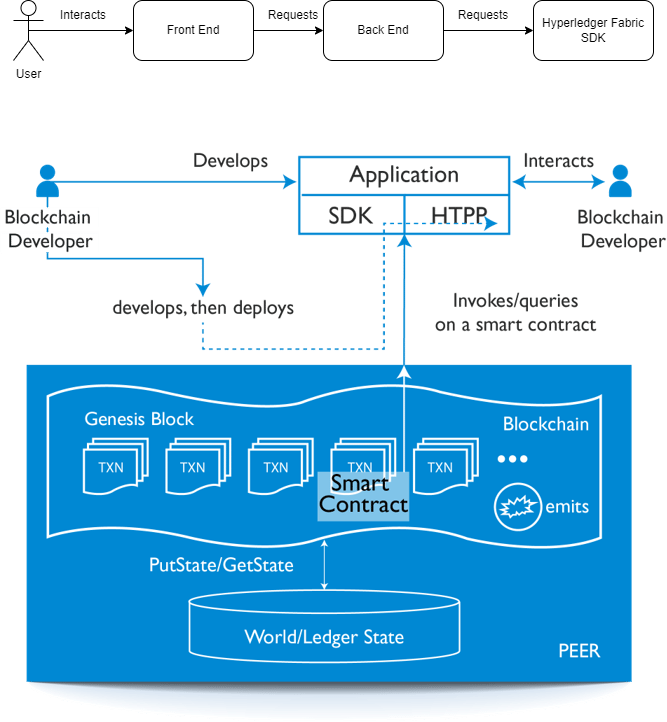 Interacts
Requests
Requests
Front End
Back End
Hyperledger Fabric
SDK
User
Develops
Application
Interacts
SDK
HTPP
Blockchain
Developer
Blockchain
Developer
develops, then deploys
Invokes/queries
on a smart contract
Genesis Block
Blockchain
TXN
TXN
TXN
TXN
TXN
Smart
Contract
emits
PutState/GetState
World/Ledger State
PEER